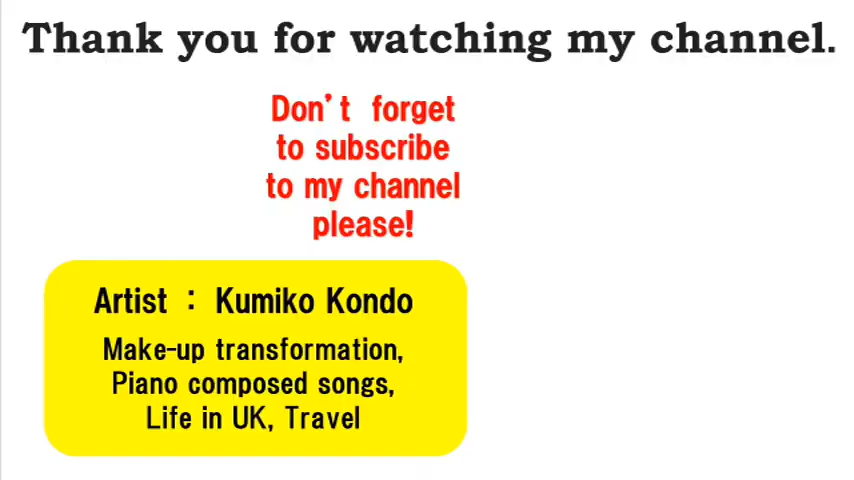 Thank you for watching my channel.
Don't forget
to subscribe
to my channel
please!
Artist : Kumiko Kondo
Make-up transformation,
Piano composed songs,
Life in UK, Travel